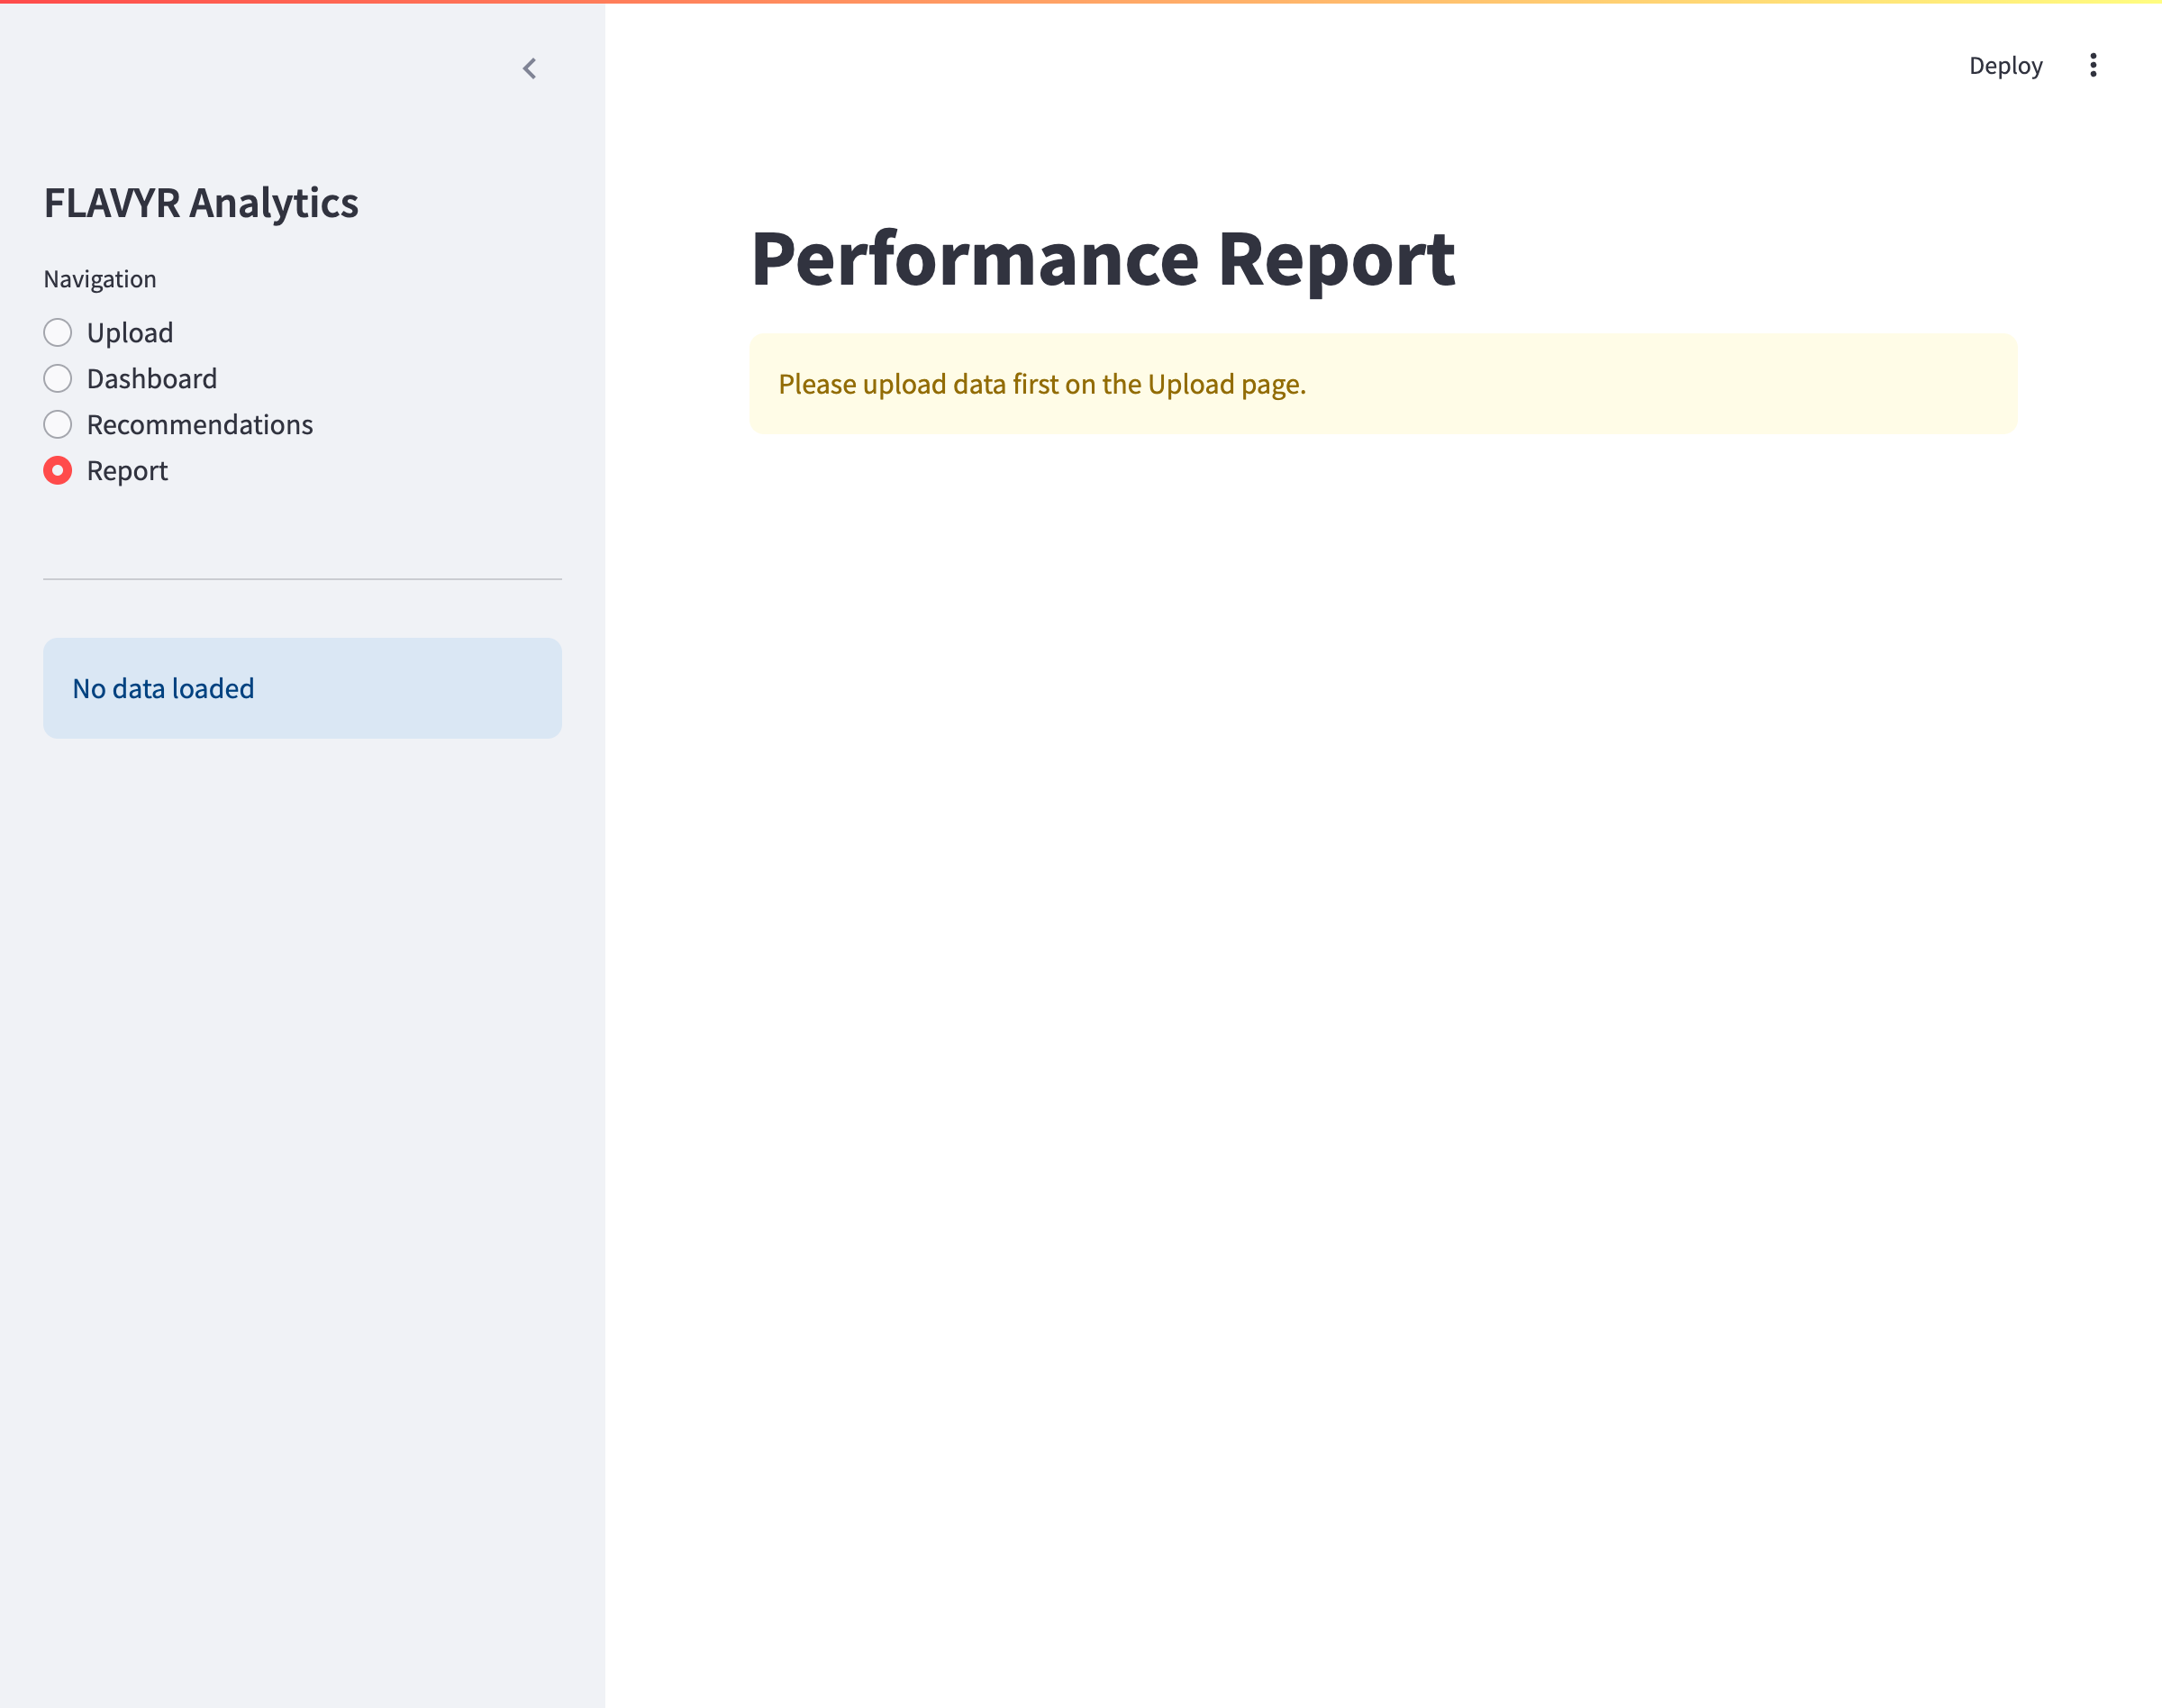 Deploy
FLAVYR Analytics
Navigation
Upload
Dashboard
Recommendations
Report
No data loaded
Performance Report
Please upload data first on the Upload page.